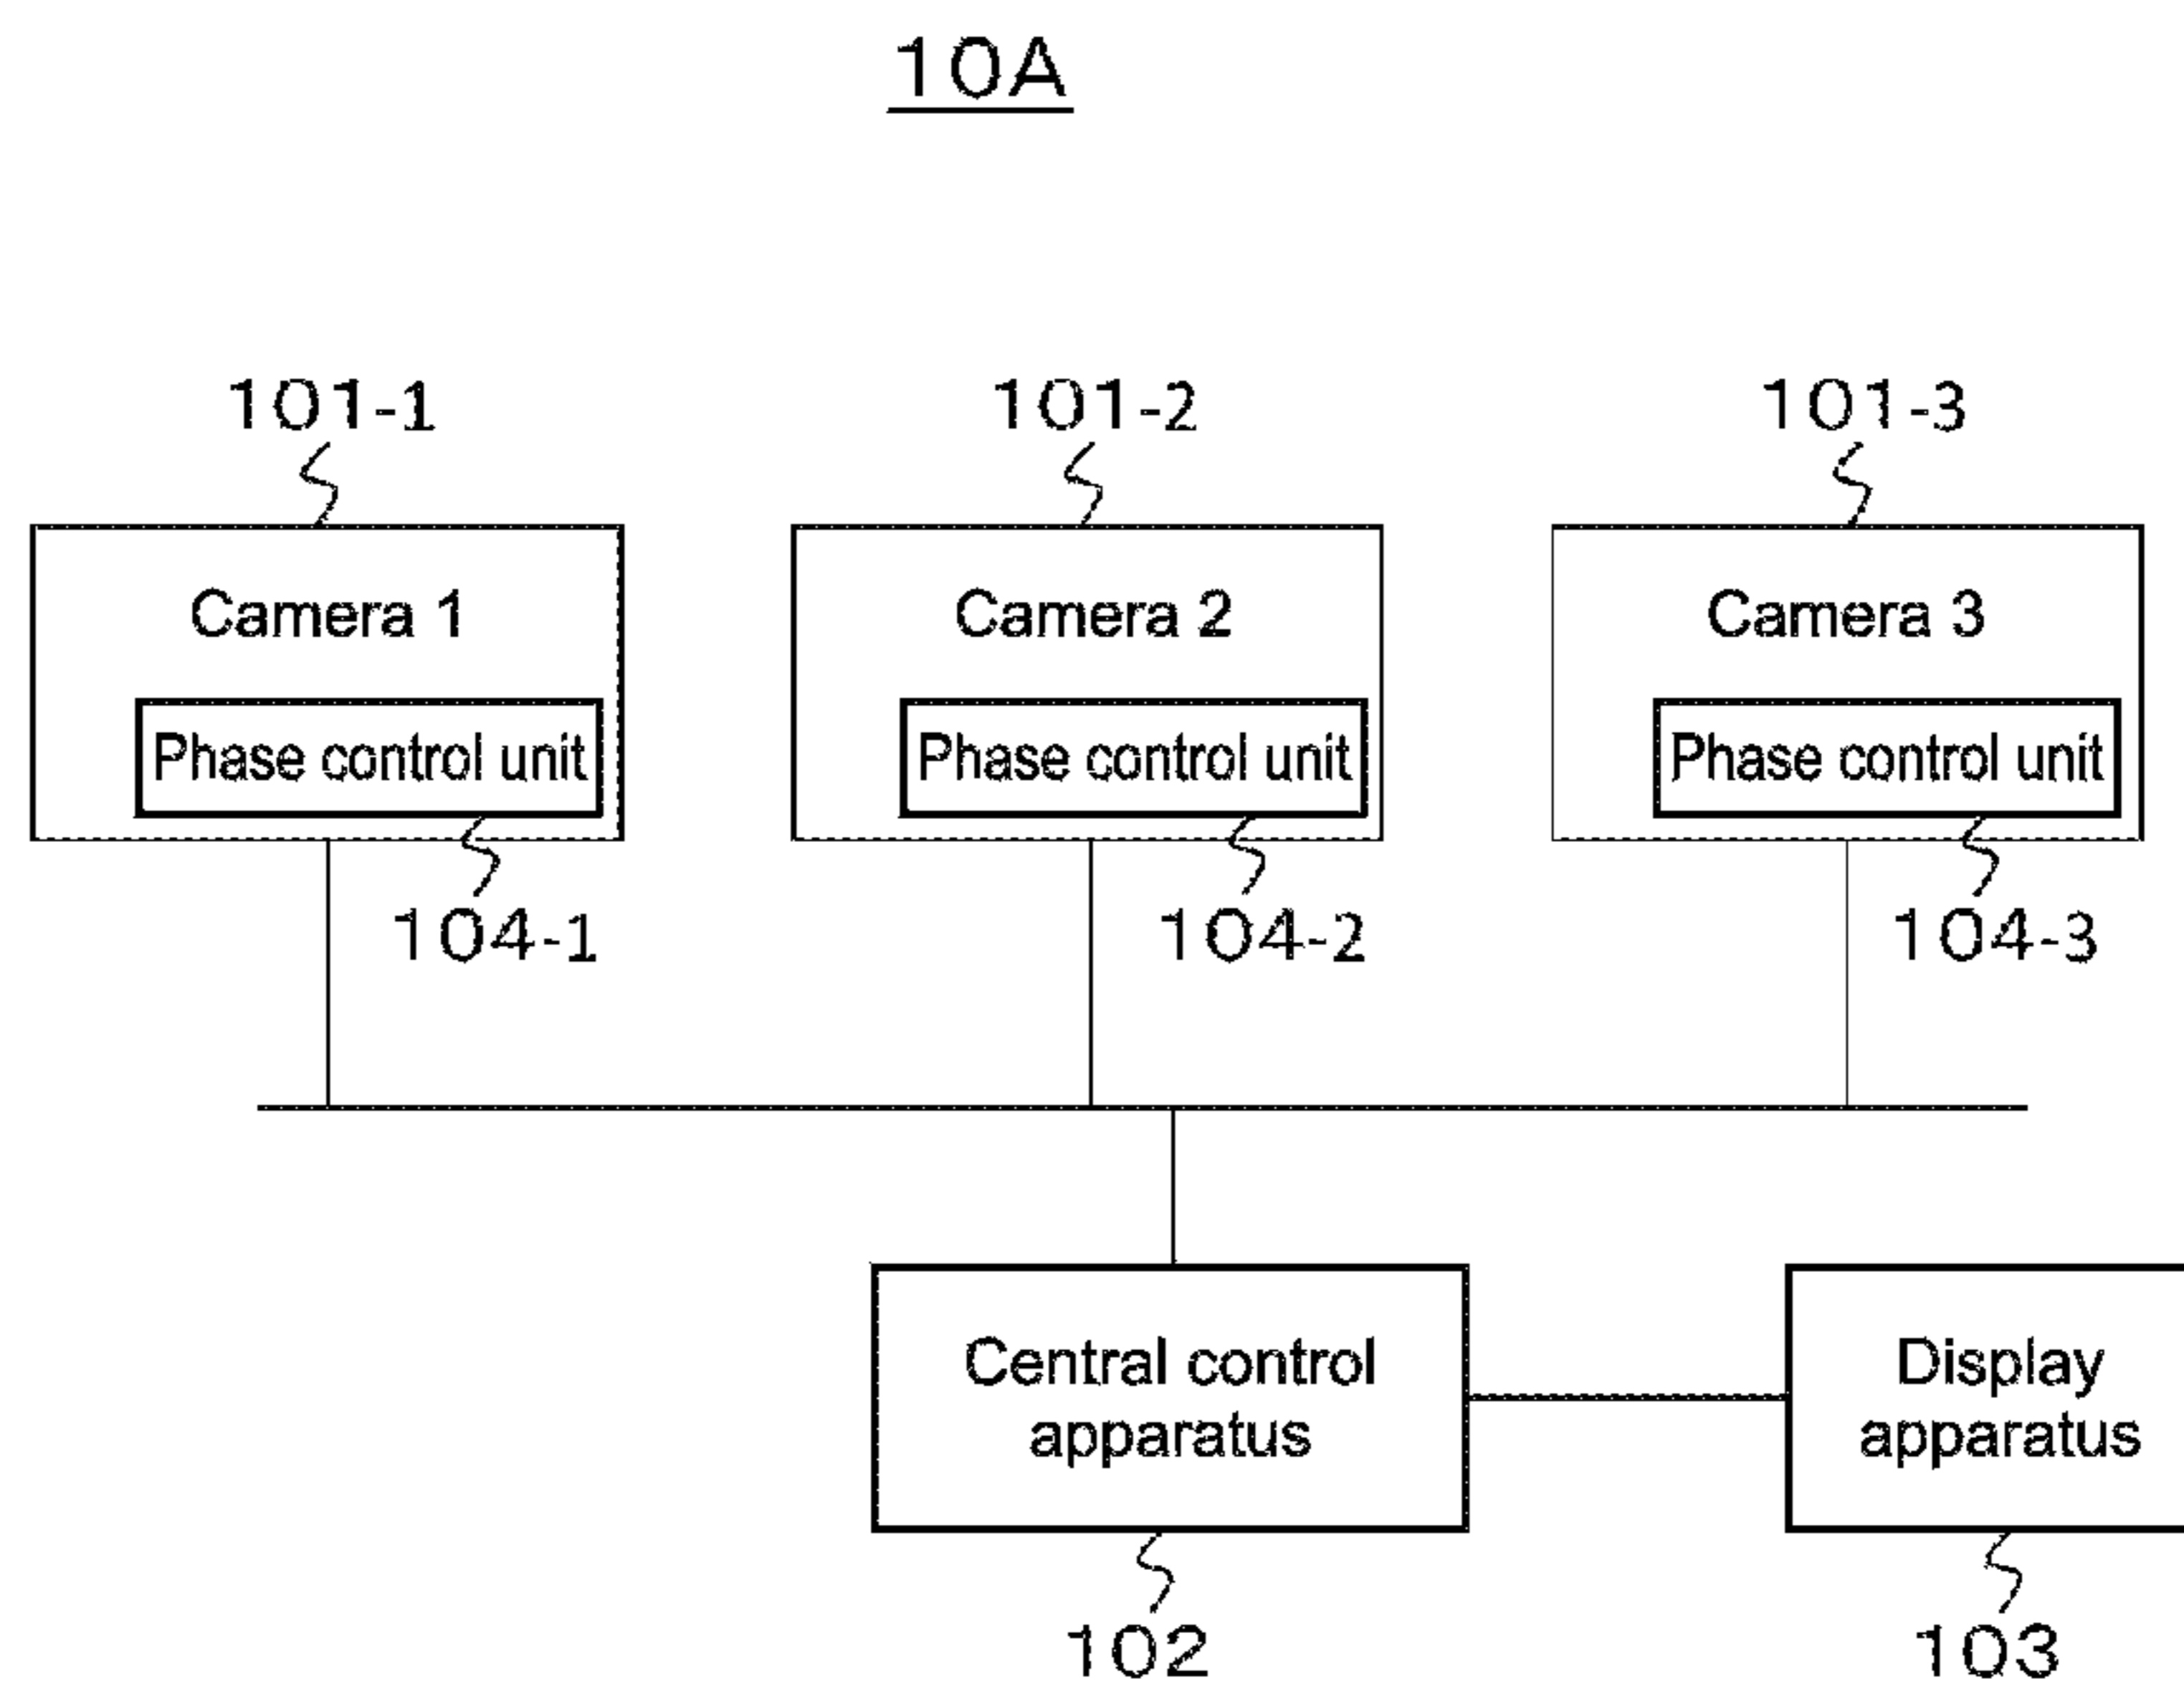 10A
101-1
101-2
101-3
Camera 1
Camera 2
Camera 3
Phase control unit
Phase control unit
Phase control unit
104-1
104-2
104-3
Central control
apparatus
Display
apparatus
102
103